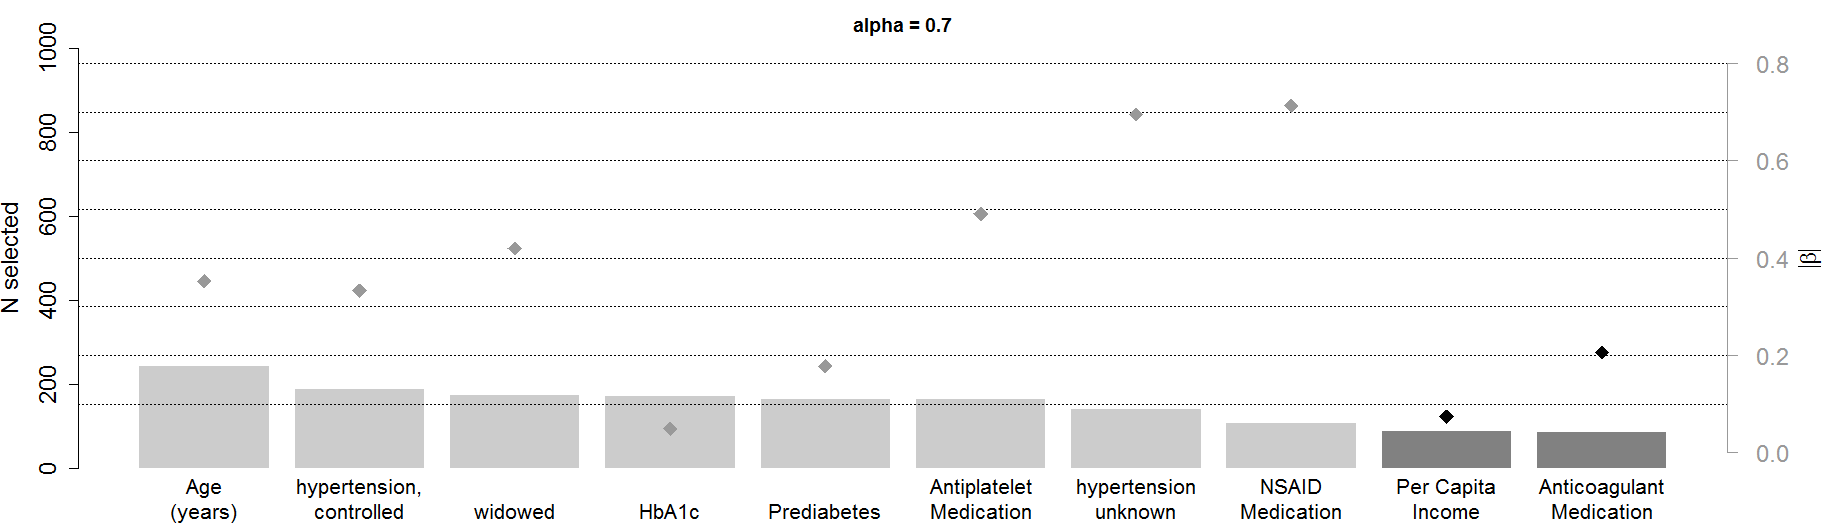 alpha = 0.7
N selected
1000
800
600
400
200
0
0.8
0.6
0.4
0.2
0.0
|β|
Age
(years)
hypertension,
controlled
widowed
HbA1c
Prediabetes
Antiplatelet
Medication
hypertension
unknown
NSAID
Medication
Per Capita
Income
Anticoagulant
Medication